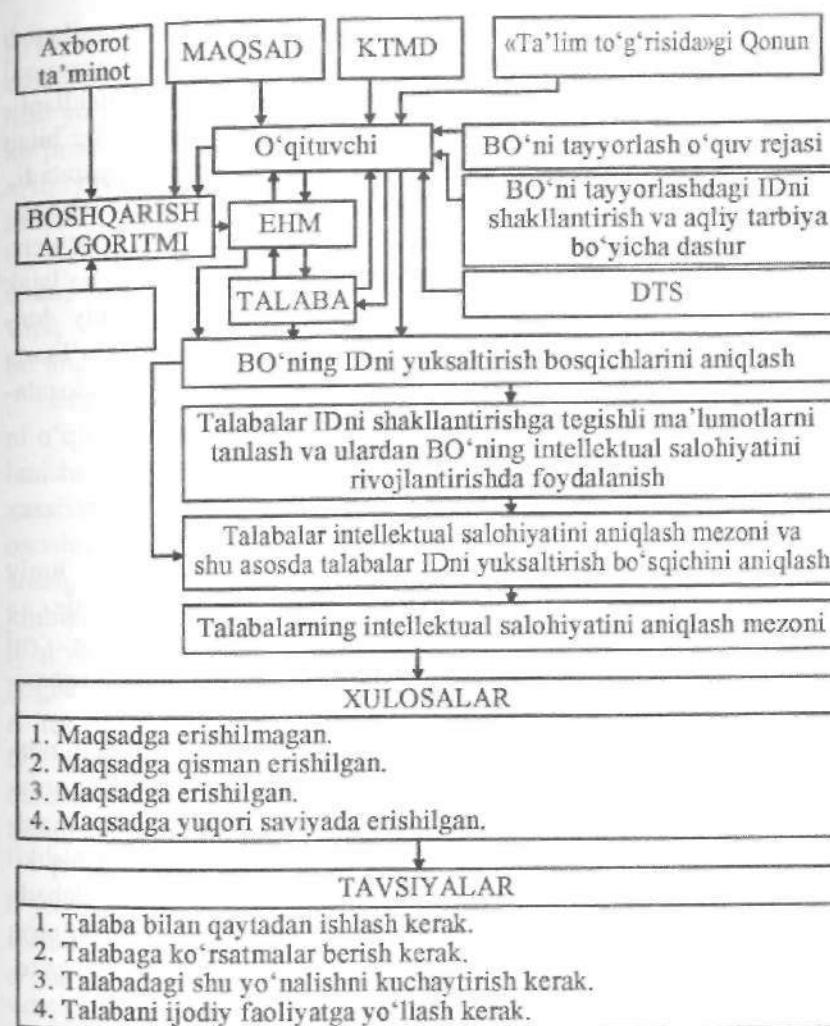 Axborot
ta’minot
MAQSAD
KTMD
«Ta’lim to‘g‘risida»gi Qonun
O‘qituvchi
BO‘ni tayyorlash o‘quv rejasi
BO‘ni tayyorlashdagi IDni
shakllantirish va aqliy tarbiya
bo‘yicha dastur
BOSHQARISH
ALGORITMI
EHM
TALABA
DTS
BO‘ning IDni yuksaltirish bosqichlarini aniqlash
Talabalar IDni shakllantirishga tegishli ma’lumotlarni
tanlash va ulardan BO‘ning intellektual salohiyatini
rivojlantirishda foydalanish
Talabalar intellektual salohiyatini aniqlash mezoni va
shu asosda talabalar IDni yuksaltirish bo‘sqichini aniqlash
Talabalarning intellektual salohiyatini aniqlash mezoni
XULOSALAR
1. Maqsadga erishilmagan.
2. Maqsadga qisman erishilgan.
3. Maqsadga erishilgan.
4. Maqsadga yuqori saviyada erishilgan.
TAVSIYALAR
1. Talaba bilan qaytadan ishlash kerak.
2. Talabaga ko‘rsatmalar berish kerak.
3. Talabadagi shu yo‘nalishni kuchaytirish kerak.
4. Talabani ijodiy faoliyatga yo‘llash kerak.